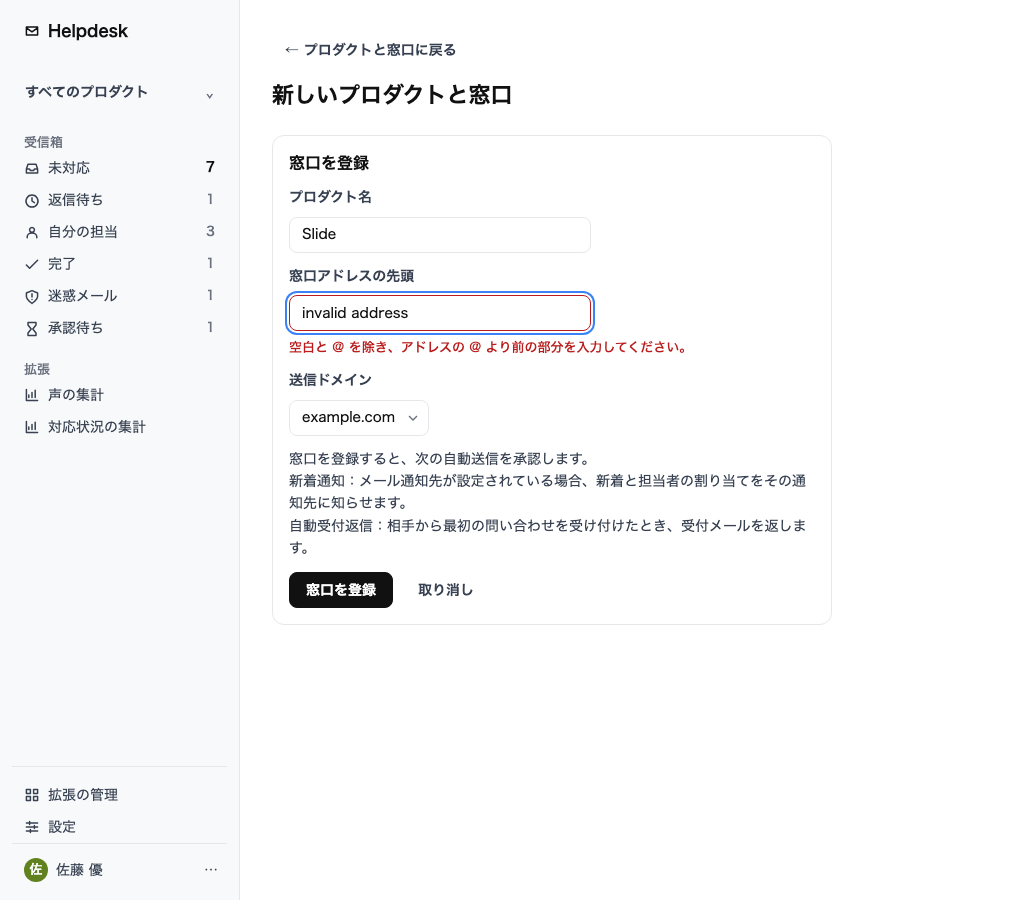 Helpdesk
すべてのプロダクト
受信箱
未対応 7
返信待ち 1
自分の担当 3
完了 1
迷惑メール 1
承認待ち 1
拡張
声の集計
対応状況の集計
拡張の管理
設定
佐
佐藤 優
…
← プロダクトと窓口に戻る
新しいプロダクトと窓口
窓口を登録
プロダクト名
Slide
窓口アドレスの先頭
invalid address
空白と @ を除き、アドレスの @ より前の部分を入力してください。
送信ドメイン
example.com
窓口を登録すると、次の自動送信を承認します。
新着通知：メール通知先が設定されている場合、新着と担当者の割り当てをその通
知先に知らせます。
自動受付返信：相手から最初の問い合わせを受け付けたとき、受付メールを返しま
す。
窓口を登録 取り消し